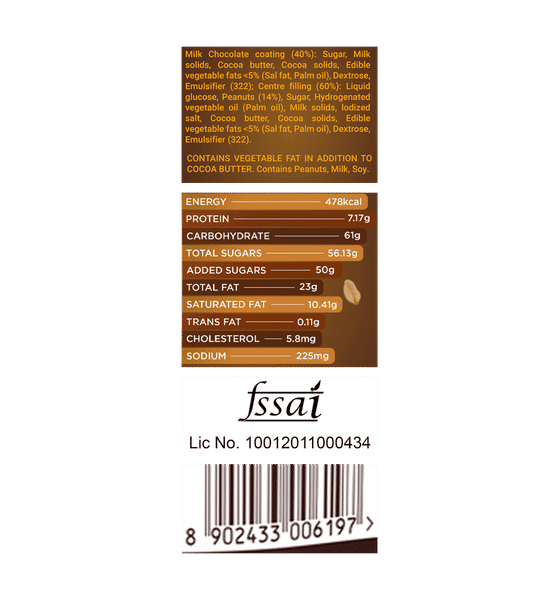 Milk Chocolate coating (40%): Sugar, Milk
solids, Cocoa butter, Cocoa solids, Edible
vegetable fats <5% (Sal fat, Palm oil), Dextrose,
Emulsifier (322); Centre filling (60%): Liquid
glucose, Peanuts (14%), Sugar, Hydrogenated
vegetable oil (Palm oil), Milk solids, Iodized
salt, Cocoa butter, Cocoa solids, Edible
vegetable fats <5% (Sal fat, Palm oil), Dextrose,
Emulsifier (322).
CONTAINS VEGETABLE FAT IN ADDITION TO
COCOA BUTTER. Contains Peanuts, Milk, Soy.
ENERGY 478kcal
PROTEIN 7.17g
CARBOHYDRATE 61g
TOTAL SUGARS 56.13g
ADDED SUGARS 50g
TOTAL FAT 23g
SATURATED FAT 10.41g
TRANS FAT 0.11g
CHOLESTEROL 5.8mg
SODIUM 225mg
fssai
Lic No. 10012011000434
8 902433 006197 >